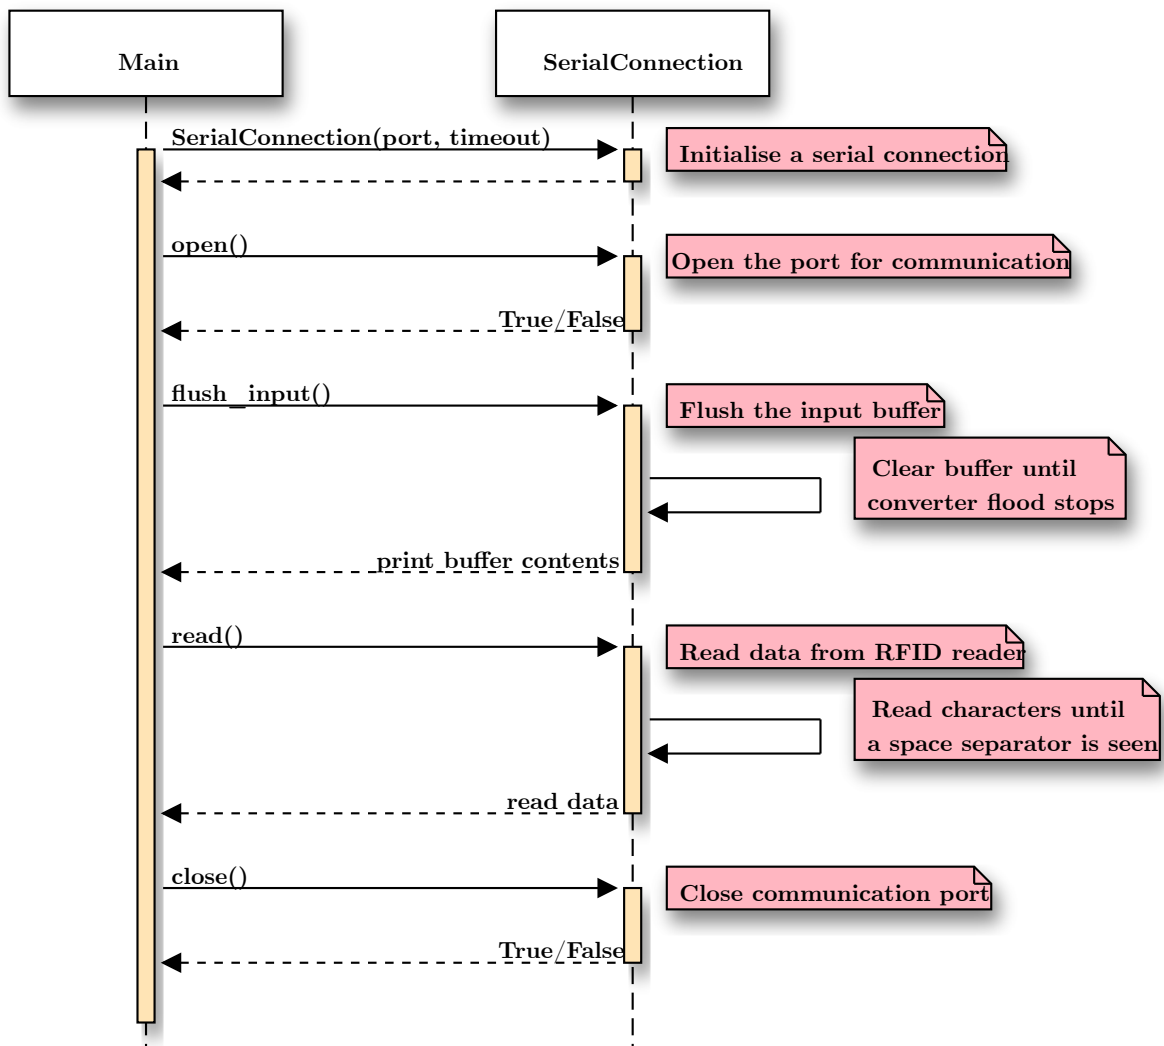 Main
SerialConnection
SerialConnection(port, timeout)
Initialise a serial connection
open()
Open the port for communication
True/False
flush_input()
Flush the input buffer
Clear buffer until
converter flood stops
print buffer contents
read()
Read data from RFID reader
Read characters until
a space separator is seen
read data
close()
Close communication port
True/False